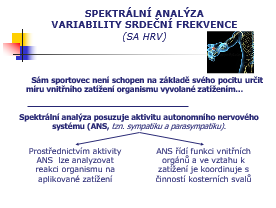 SPEKTRÁLNÍ ANALÝZA
VARIABILITY SRDEČNÍ FREKVENCE
(SA HRV)
Sám sportovec není schopen na základě svého pocitu určit
míru vnitřního zatížení organismu vyvolané zatížením…
Spektrální analýza posuzuje aktivitu autonomního nervového
systému (ANS, tzn. sympatiku a parasympatiku).
Prostřednictvím aktivity
ANS lze analyzovat
reakci organismu na
aplikované zatížení
ANS řídí funkci vnitřních
orgánů a ve vztahu k
zatížení je koordinuje s
činností kosterních svalů